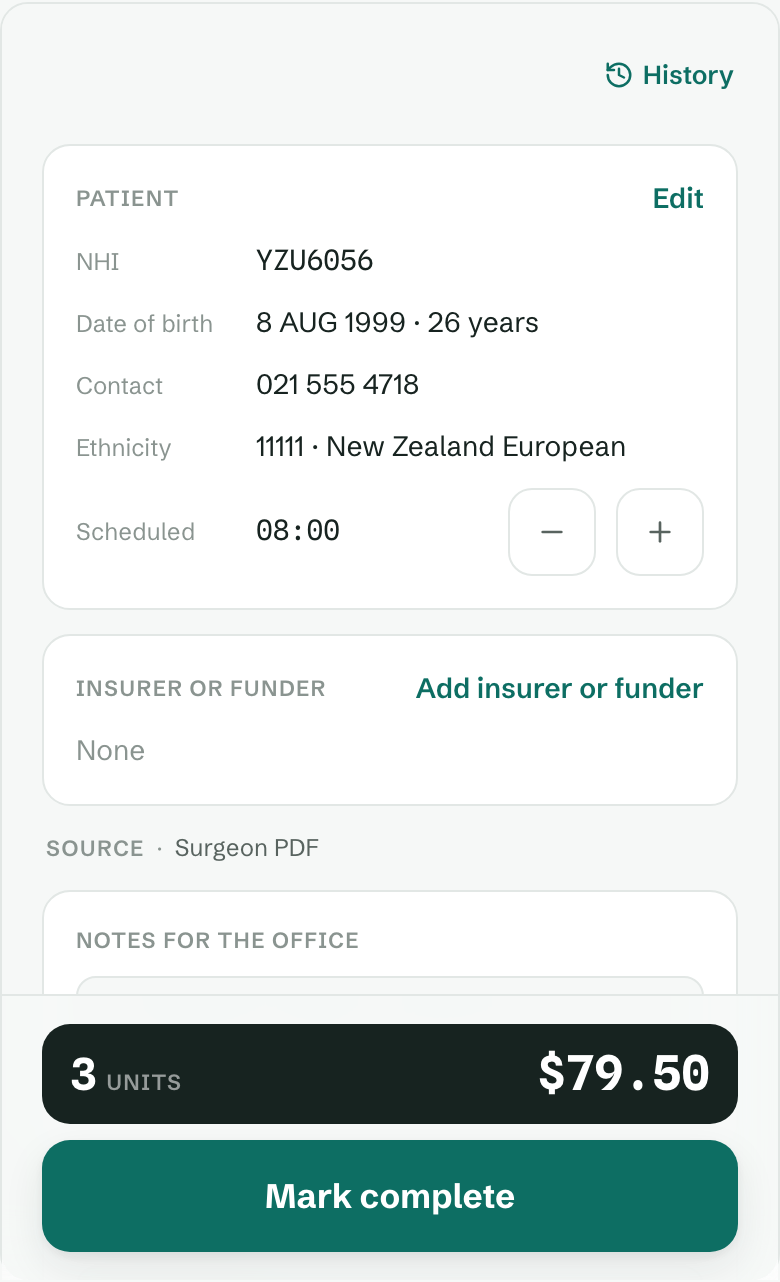 History
PATIENT Edit
NHI YZU6056
Date of birth 8 AUG 1999 · 26 years
Contact 021 555 4718
Ethnicity 11111 · New Zealand European
Scheduled 08:00 − +
INSURER OR FUNDER Add insurer or funder
None
SOURCE · Surgeon PDF
NOTES FOR THE OFFICE
3 UNITS $79.50
Mark complete